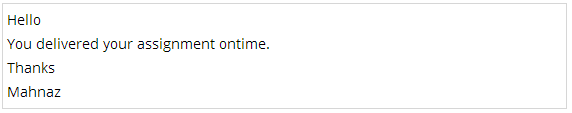 Hello
You delivered your assignment ontime.
Thanks
Mahnaz